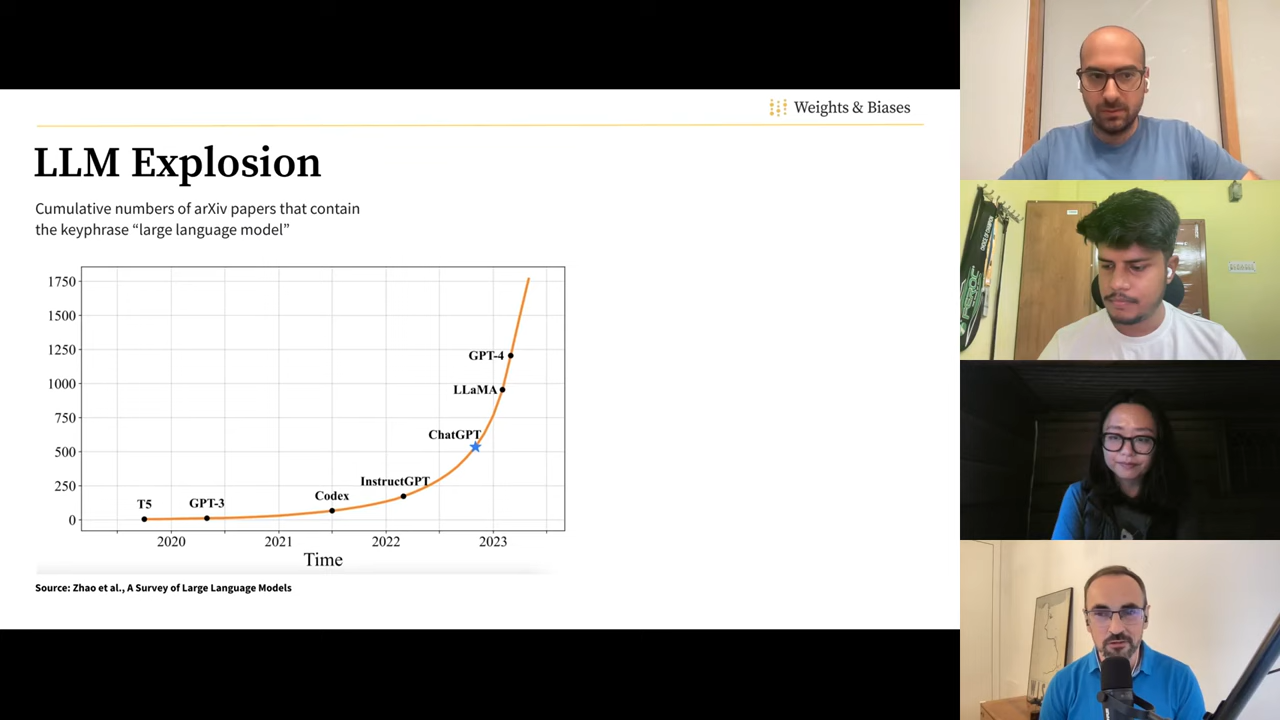 Weights & Biases
LLM Explosion
Cumulative numbers of arXiv papers that contain
the keyphrase “large language model”
1750
1500
1250
1000
750
500
250
0
GPT-4
LLaMA
ChatGPT
InstructGPT
Codex
GPT-3
T5
2020
2021
2022
2023
Time
Source: Zhao et al., A Survey of Large Language Models